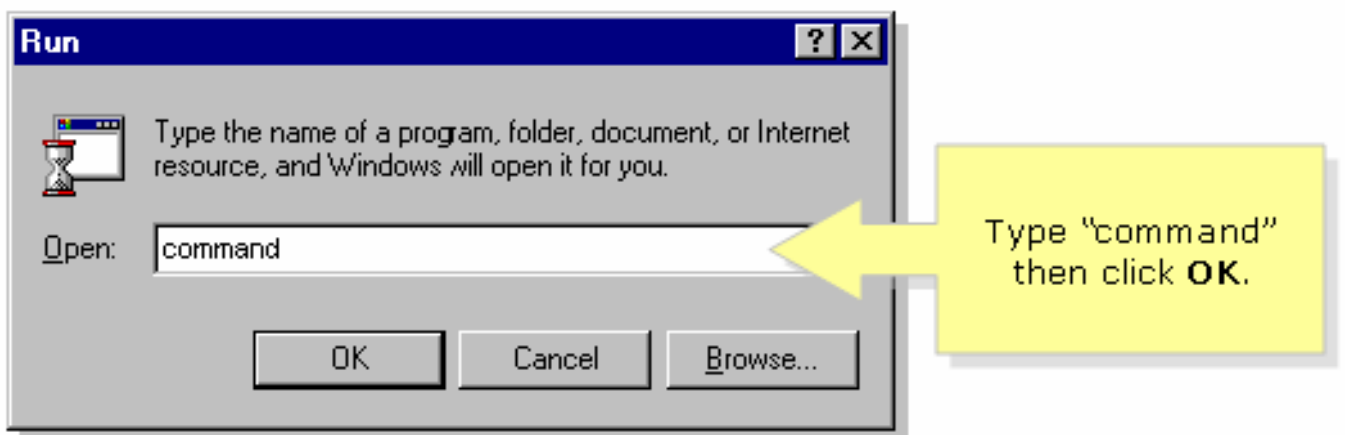 Run
Type the name of a program, folder, document, or Internet
resource, and Windows will open it for you.
Open: command
Type “command”
then click OK.
OK Cancel Browse...